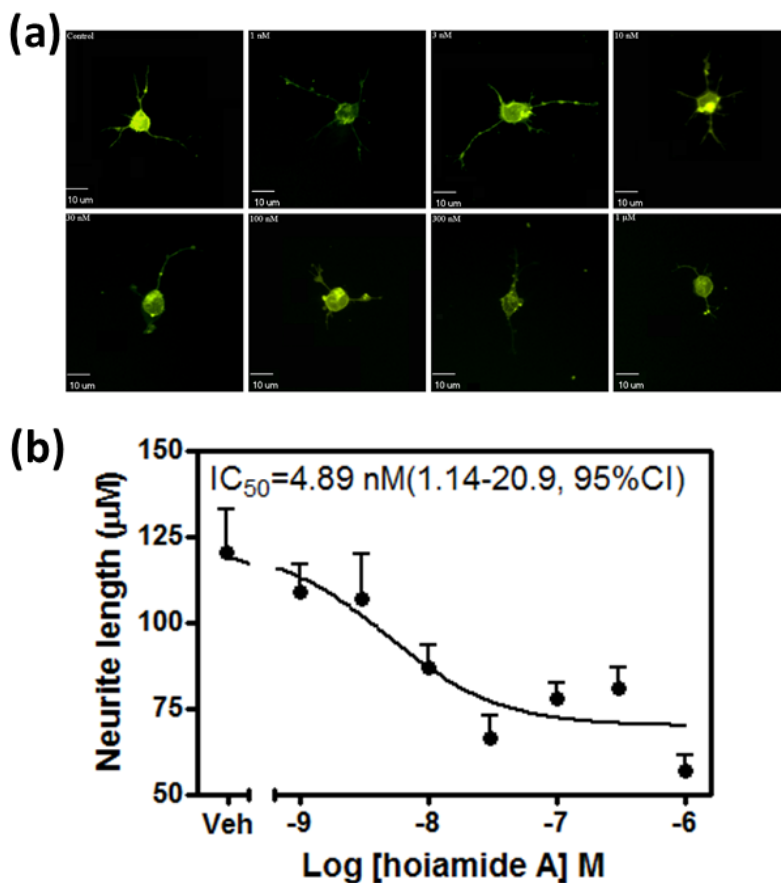 (a)
Control
1 nM
3 nM
10 nM
10 um
10 um
10 um
10 um
30 nM
100 nM
300 nM
1 µM
10 um
10 um
10 um
10 um
(b)
IC50=4.89 nM(1.14-20.9, 95%CI)
150
125
100
75
50
Neurite length (µM)
Veh
-9
-8
-7
-6
Log [hoiamide A] M